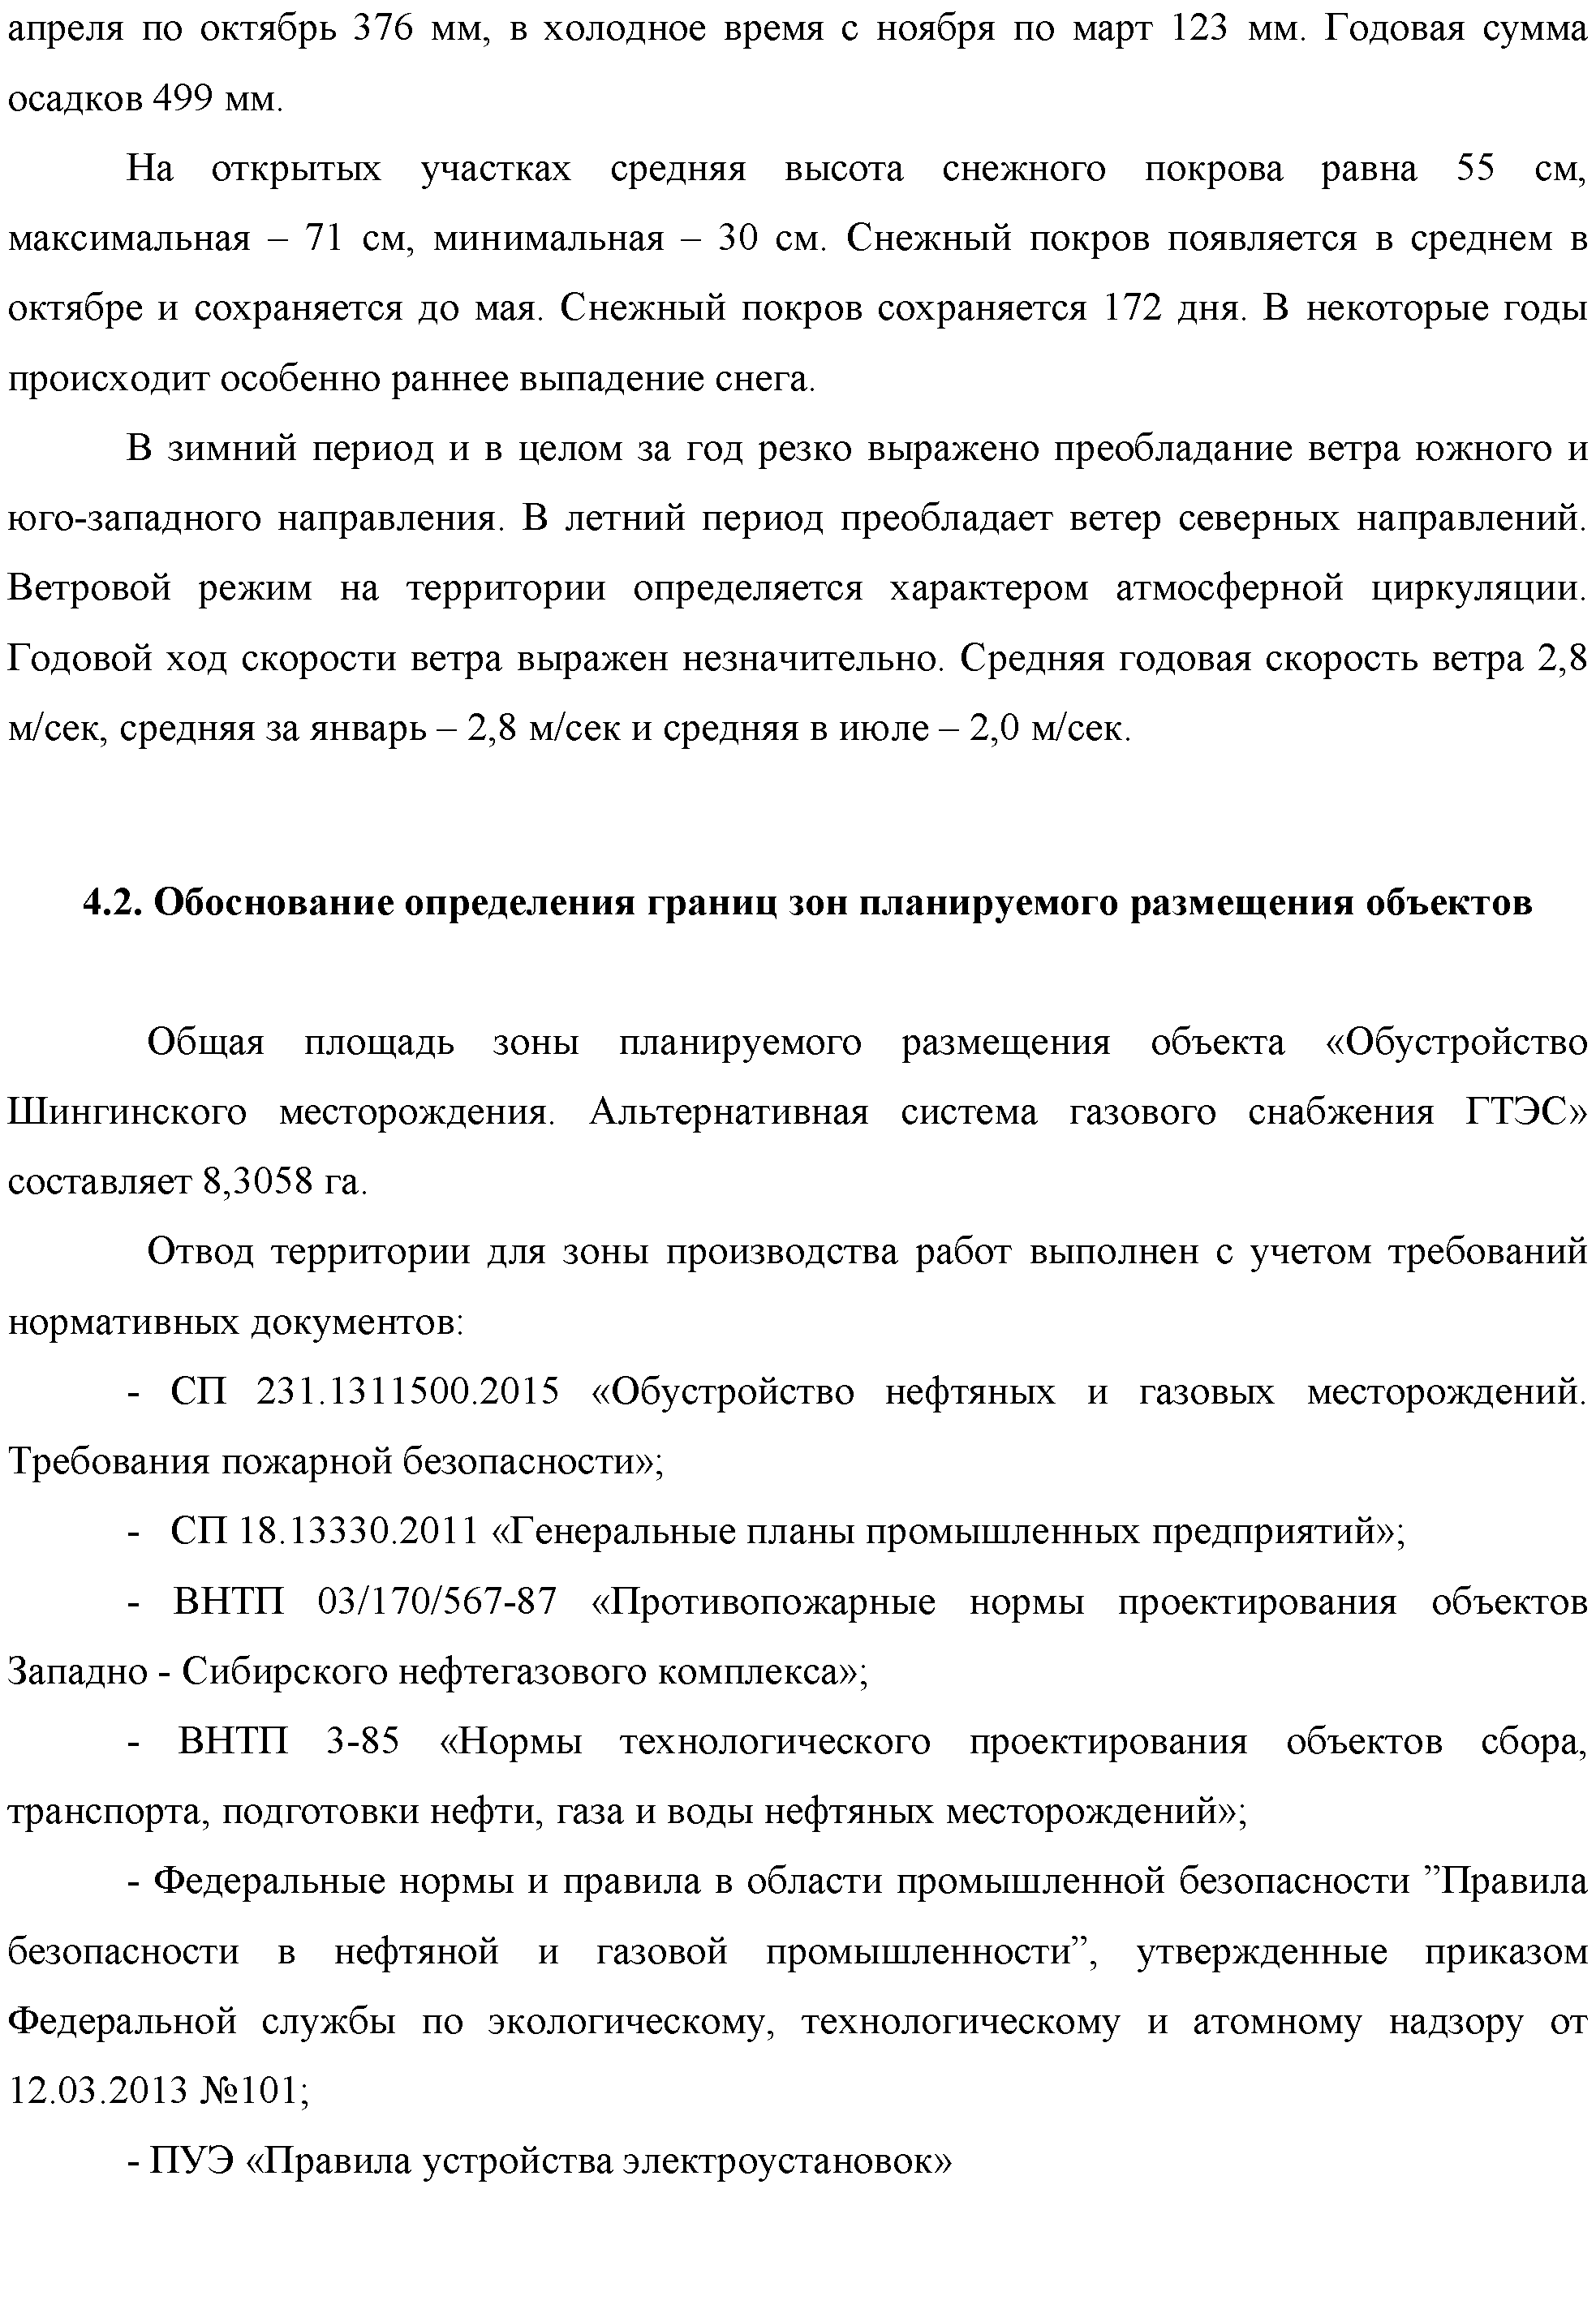 апреля по октябрь 376 мм, в холодное время с ноября по март 123 мм. Годовая сумма
осадков 499 мм.
На открытых участках средняя высота снежного покрова равна 55 см,
максимальная – 71 см, минимальная – 30 см. Снежный покров появляется в среднем в
октябре и сохраняется до мая. Снежный покров сохраняется 172 дня. В некоторые годы
происходит особенно раннее выпадение снега.
В зимний период и в целом за год резко выражено преобладание ветра южного и
юго-западного направления. В летний период преобладает ветер северных направлений.
Ветровой режим на территории определяется характером атмосферной циркуляции.
Годовой ход скорости ветра выражен незначительно. Средняя годовая скорость ветра 2,8
м/сек, средняя за январь – 2,8 м/сек и средняя в июле – 2,0 м/сек.
4.2. Обоснование определения границ зон планируемого размещения объектов
Общая площадь зоны планируемого размещения объекта «Обустройство
Шингинского месторождения. Альтернативная система газового снабжения ГТЭС»
составляет 8,3058 га.
Отвод территории для зоны производства работ выполнен с учетом требований
нормативных документов:
- СП 231.1311500.2015 «Обустройство нефтяных и газовых месторождений.
Требования пожарной безопасности»;
- СП 18.13330.2011 «Генеральные планы промышленных предприятий»;
- ВНТП 03/170/567-87 «Противопожарные нормы проектирования объектов
Западно - Сибирского нефтегазового комплекса»;
- ВНТП 3-85 «Нормы технологического проектирования объектов сбора,
транспорта, подготовки нефти, газа и воды нефтяных месторождений»;
- Федеральные нормы и правила в области промышленной безопасности ”Правила
безопасности в нефтяной и газовой промышленности”, утвержденные приказом
Федеральной службы по экологическому, технологическому и атомному надзору от
12.03.2013 №101;
- ПУЭ «Правила устройства электроустановок»